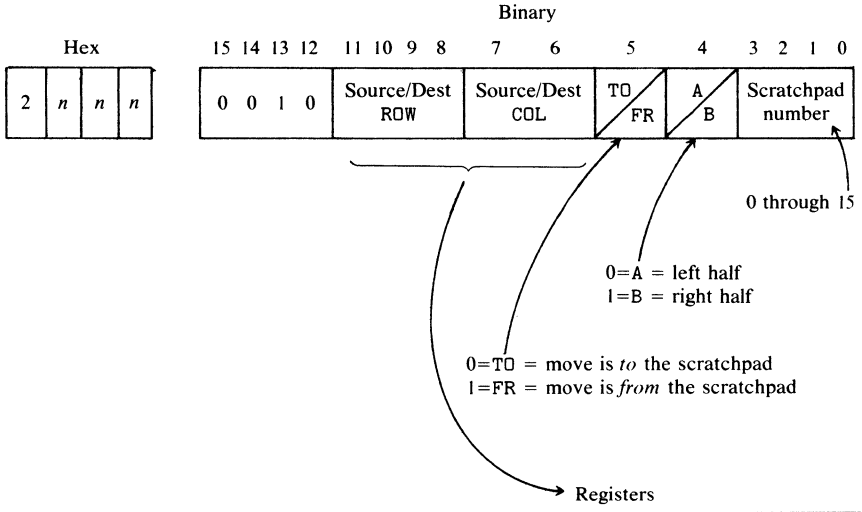 Binary
Hex
15 14 13 12 11 10 9 8 7 6 5 4 3 2 1 0
2 n n n
0 0 1 0
Source/Dest
ROW
Source/Dest
COL
TO
FR
A
B
Scratchpad
number
0 through 15
0=A = left half
1=B = right half
0=TO = move is to the scratchpad
1=FR = move is from the scratchpad
Registers